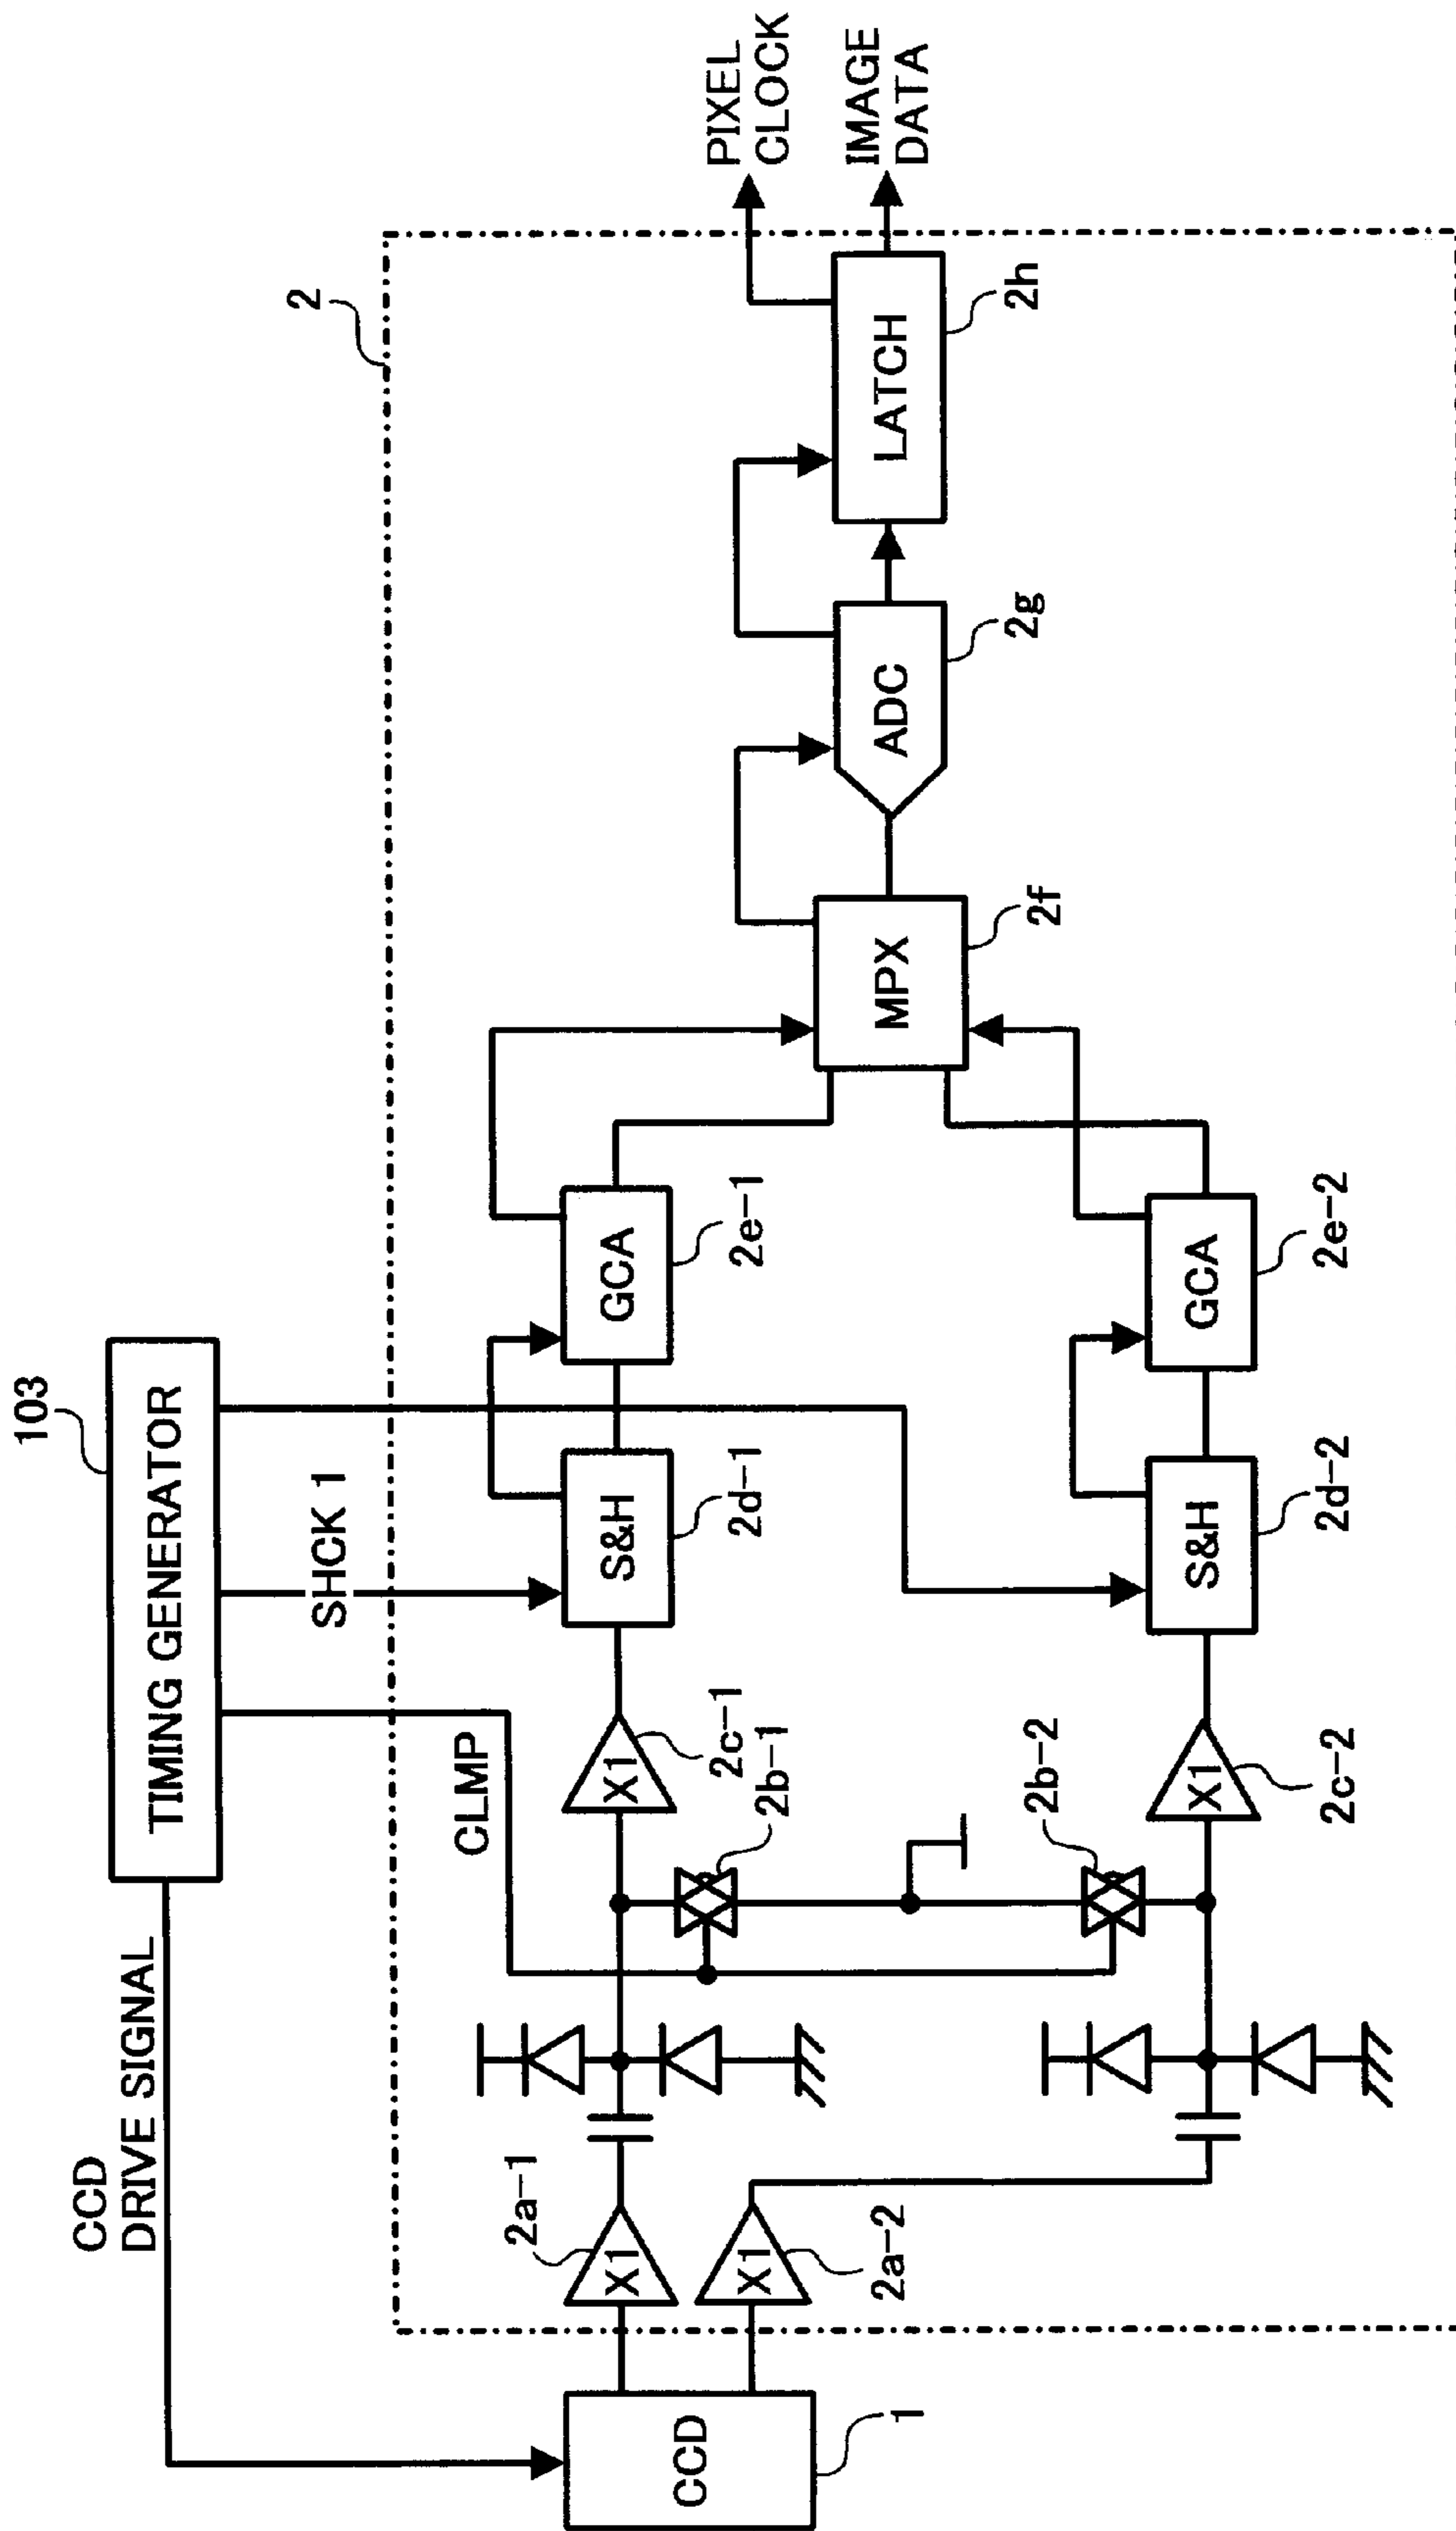 103
TIMING GENERATOR
CCD
DRIVE SIGNAL
SHCK 1
CLMP
2
PIXEL
CLOCK
IMAGE
DATA
CCD
1
X1
2a-1
X1
2a-2
2b-1
2b-2
X1
2c-1
X1
2c-2
S&H
2d-1
S&H
2d-2
GCA
2e-1
GCA
2e-2
MPX
2f
ADC
2g
LATCH
2h